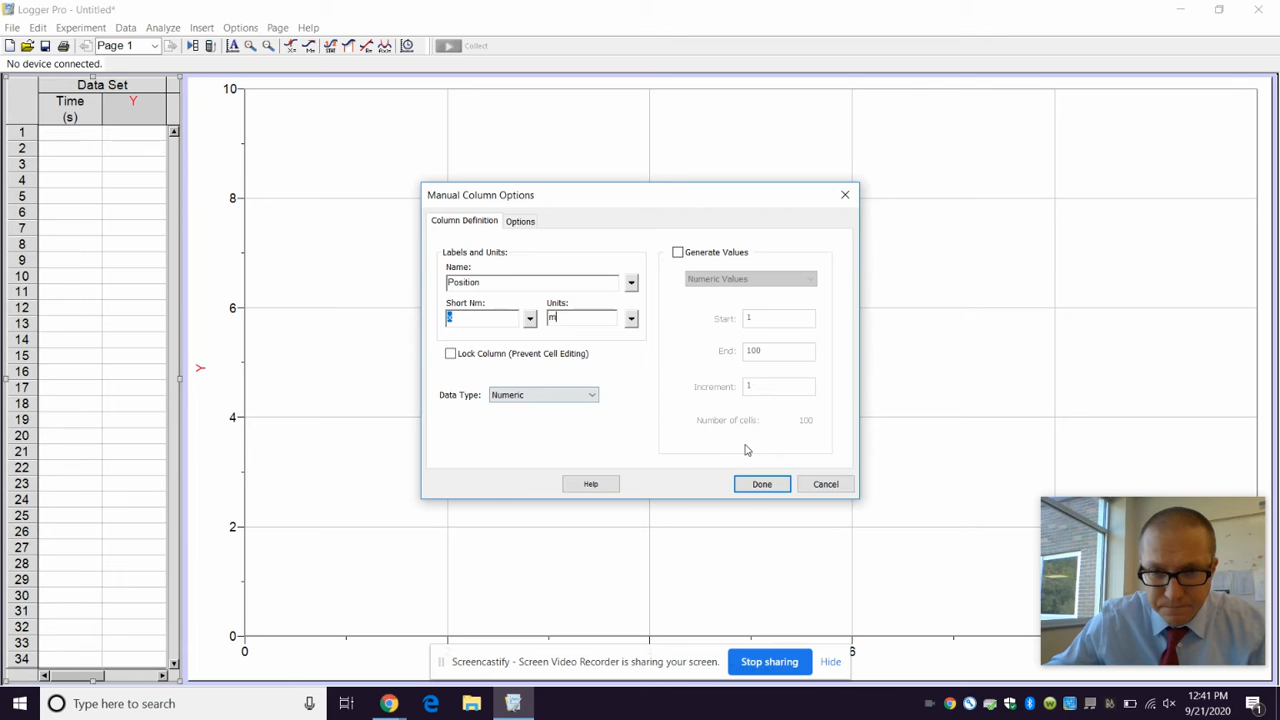 Logger Pro - Untitled*
File Edit Experiment Data Analyze Insert Options Page Help
Page 1
Collect
No device connected.
Data Set
Time
(s)
Y
1
2
3
4
5
6
7
8
9
10
11
12
13
14
15
16
17
18
19
20
21
22
23
24
25
26
27
28
29
30
31
32
33
34
Y
10
8
6
4
2
0
0
6
Manual Column Options
Column Definition Options
Labels and Units:
Name:
Position
Short Nm: Units:
x m
Lock Column (Prevent Cell Editing)
Data Type: Numeric
Generate Values
Numeric Values
Start: 1
End: 100
Increment: 1
Number of cells: 100
Help Done Cancel
Screencastify - Screen Video Recorder is sharing your screen. Stop sharing Hide
Type here to search
12:41 PM
9/21/2020
1